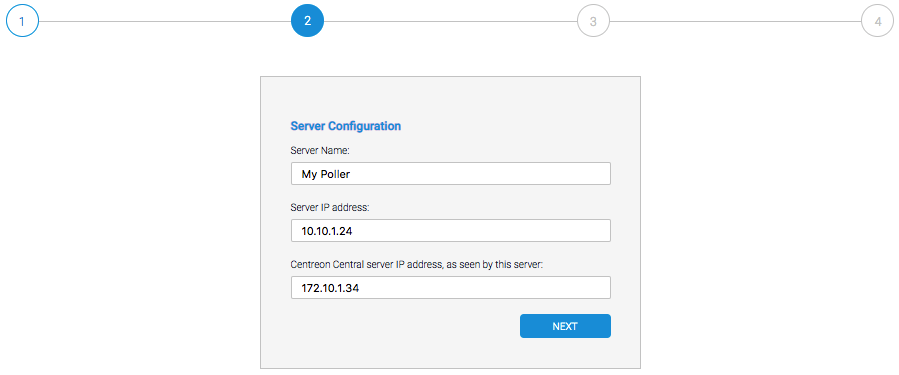 1 2 3 4
Server Configuration
Server Name:
My Poller
Server IP address:
10.10.1.24
Centreon Central server IP address, as seen by this server:
172.10.1.34
NEXT